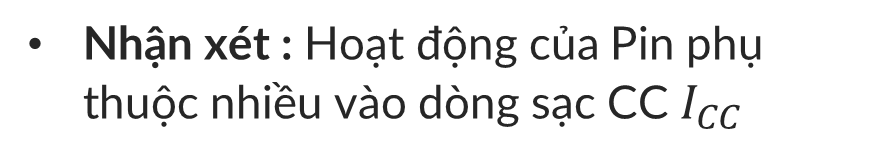 • Nhận xét : Hoạt động của Pin phụ
thuộc nhiều vào dòng sạc CC I_CC